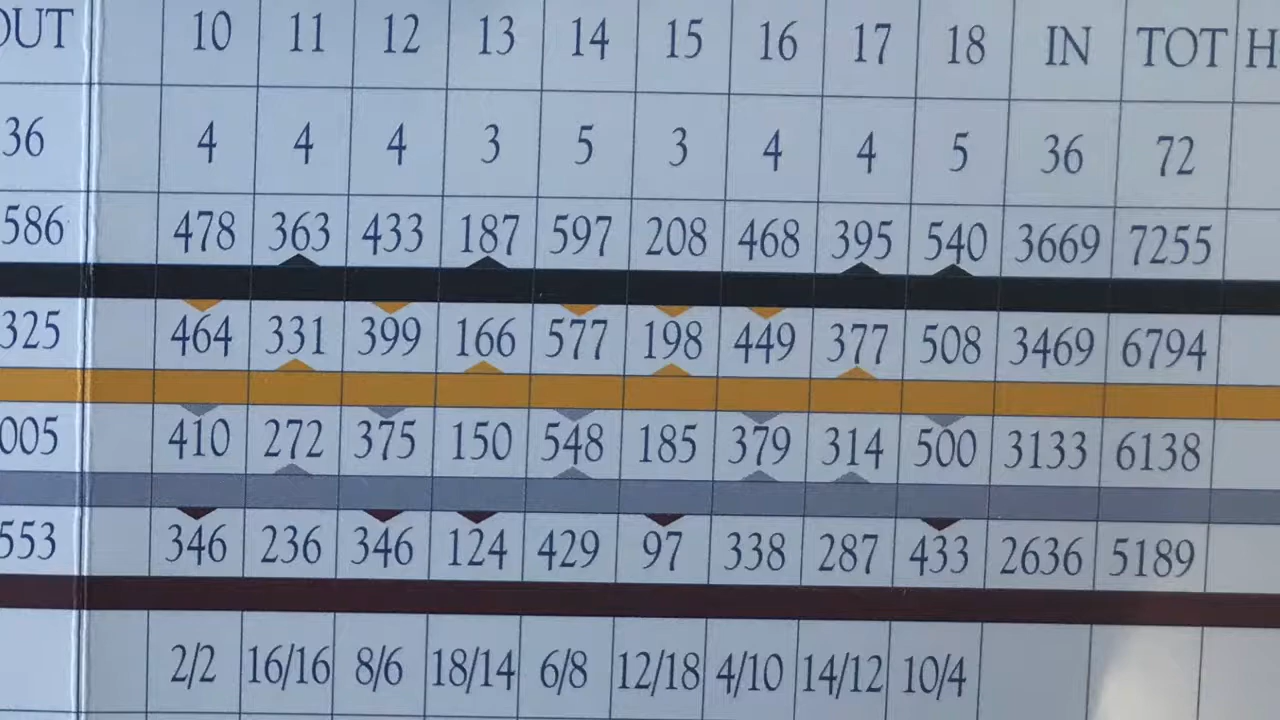 OUT 10 11 12 13 14 15 16 17 18 IN TOT H
36 4 4 4 3 5 3 4 4 5 36 72
586 478 363 433 187 597 208 468 395 540 3669 7255
325 464 331 399 166 577 198 449 377 508 3469 6794
005 410 272 375 150 548 185 379 314 500 3133 6138
553 346 236 346 124 429 97 338 287 433 2636 5189
2/2 16/16 8/6 18/14 6/8 12/18 4/10 14/12 10/4